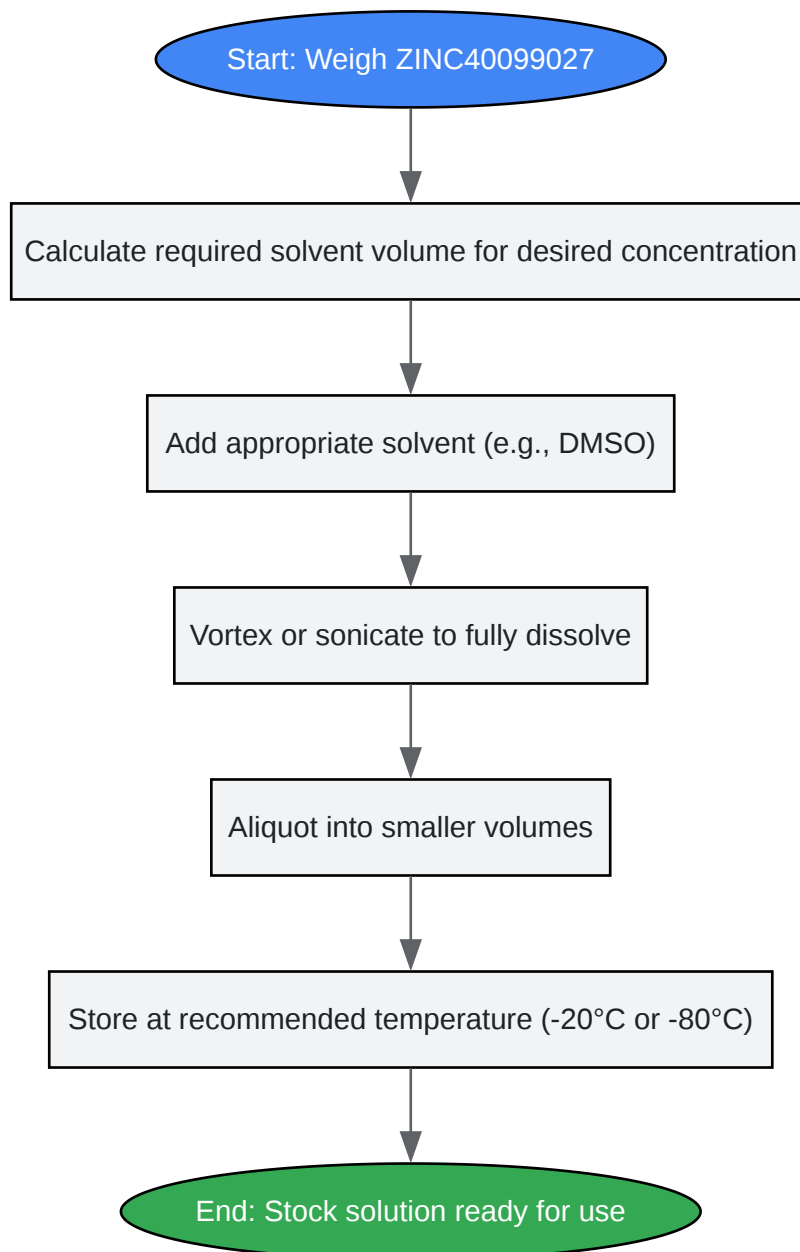 Start: Weigh ZINC40099027
Calculate required solvent volume for desired concentration
Add appropriate solvent (e.g., DMSO)
Vortex or sonicate to fully dissolve
Aliquot into smaller volumes
Store at recommended temperature (-20°C or -80°C)
End: Stock solution ready for use